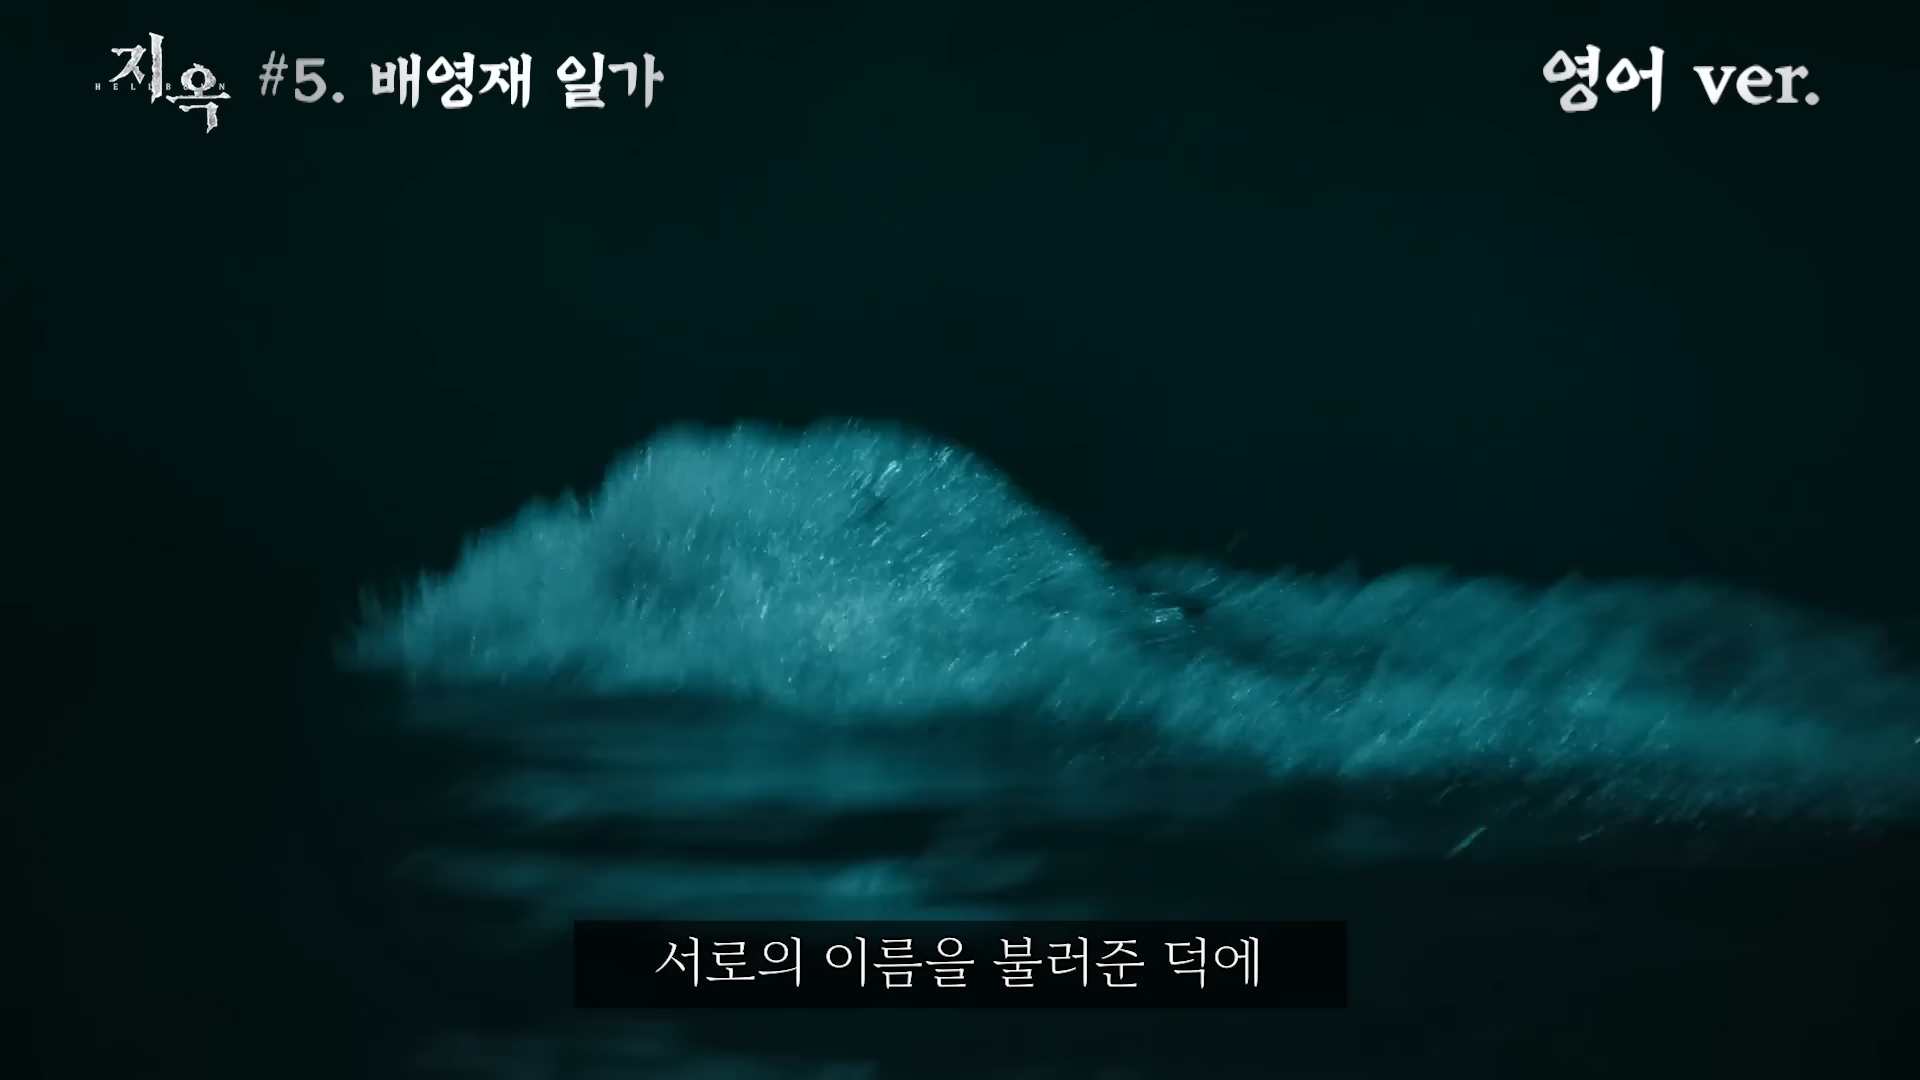 지옥
HELLBOUND
#5. 배영재 일가
영어 ver.
서로의 이름을 불러준 덕에